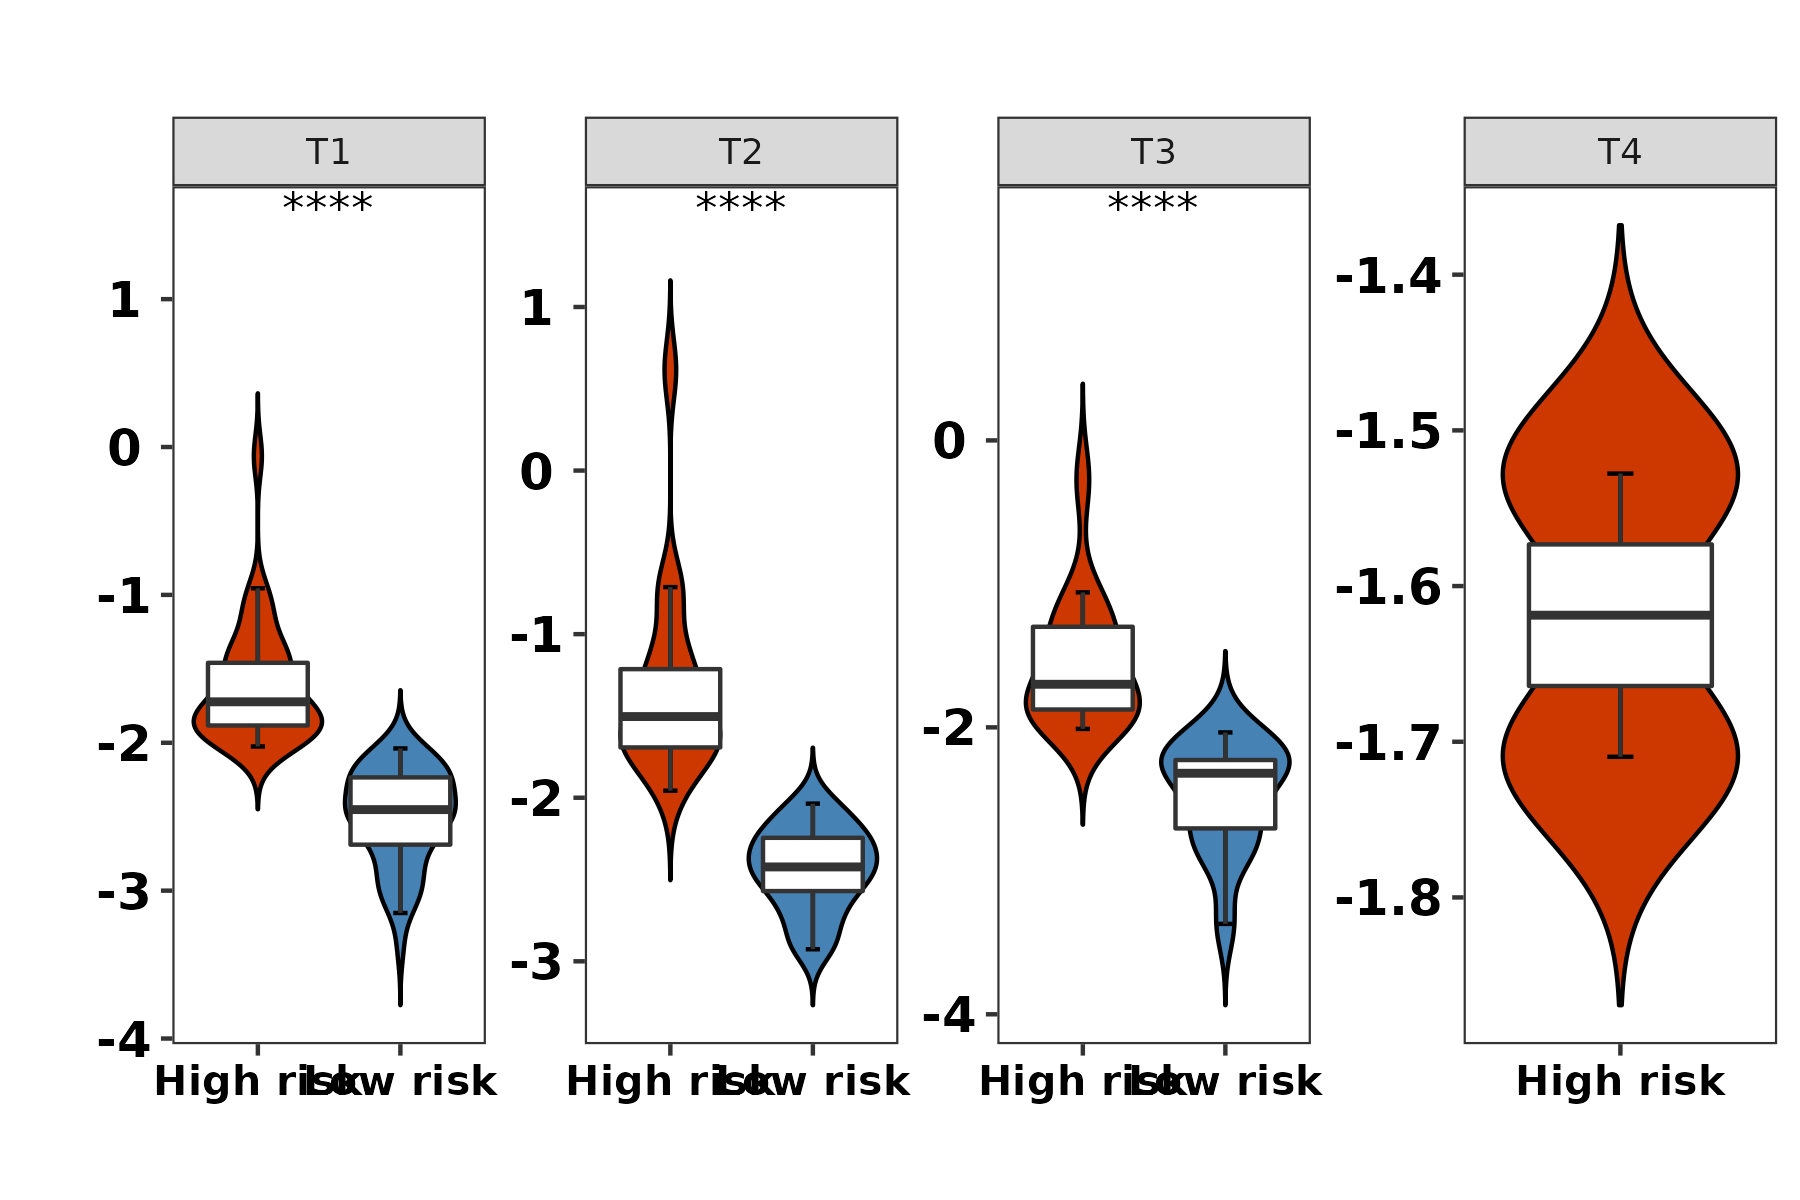 T1 T2 T3 T4
**** **** ****
1 1 0 -1.4
0 0 -2 -1.5
-1 -1 -4 -1.6
-2 -2 -1.7
-3 -3 -1.8
-4
High risk Low risk High risk Low risk High risk Low risk High risk